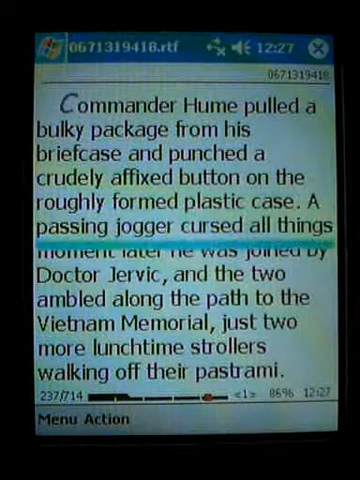 0671319418.rtf 12:27
0671319418
Commander Hume pulled a
bulky package from his
briefcase and punched a
crudely affixed button on the
roughly formed plastic case. A
passing jogger cursed all things
moment later he was joined by
Doctor Jervic, and the two
ambled along the path to the
Vietnam Memorial, just two
more lunchtime strollers
walking off their pastrami.
237/714 <1> 86% 12:27
Menu Action